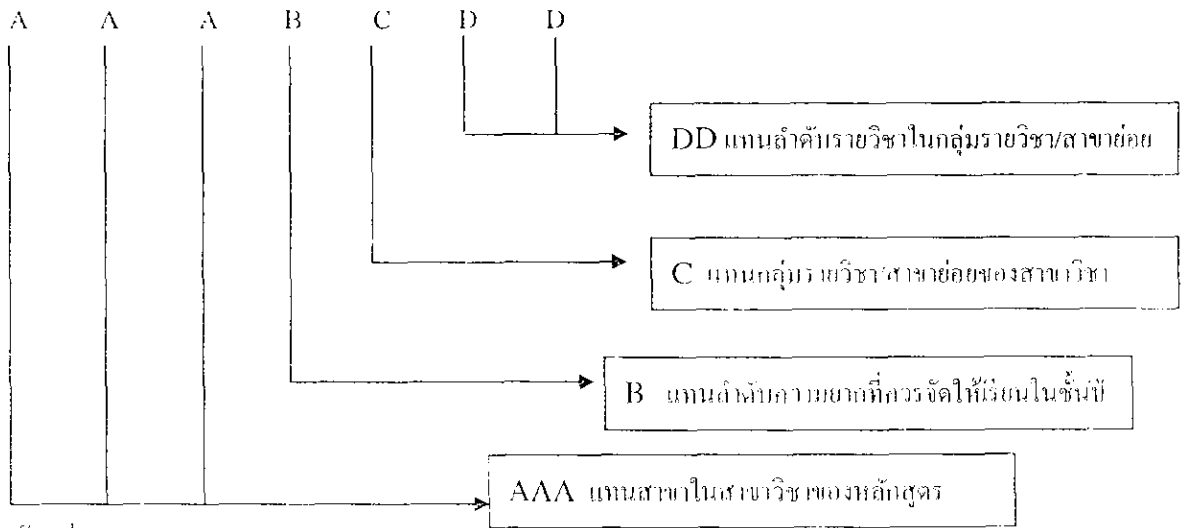 A A A B C D D
DD แทนลำดับรายวิชาในกลุ่มรายวิชา/สาขาย่อย
C แทนกลุ่มรายวิชา/สาขาย่อยของสาขาวิชา
B แทนลำดับความยากที่ควรจัดให้เรียนในชั้นปี
AAA แทนสาขาในสาขาวิชาของหลักสูตร